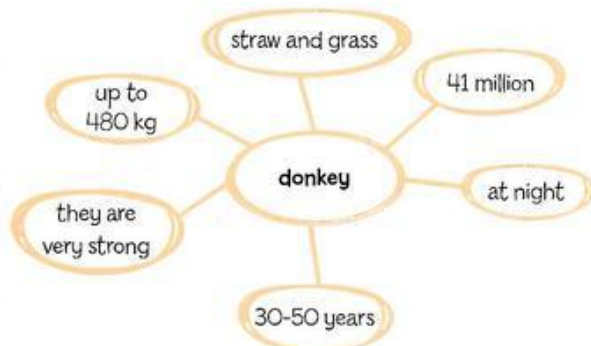 straw and grass
41 million
up to
480 kg
donkey
at night
they are
very strong
30-50 years